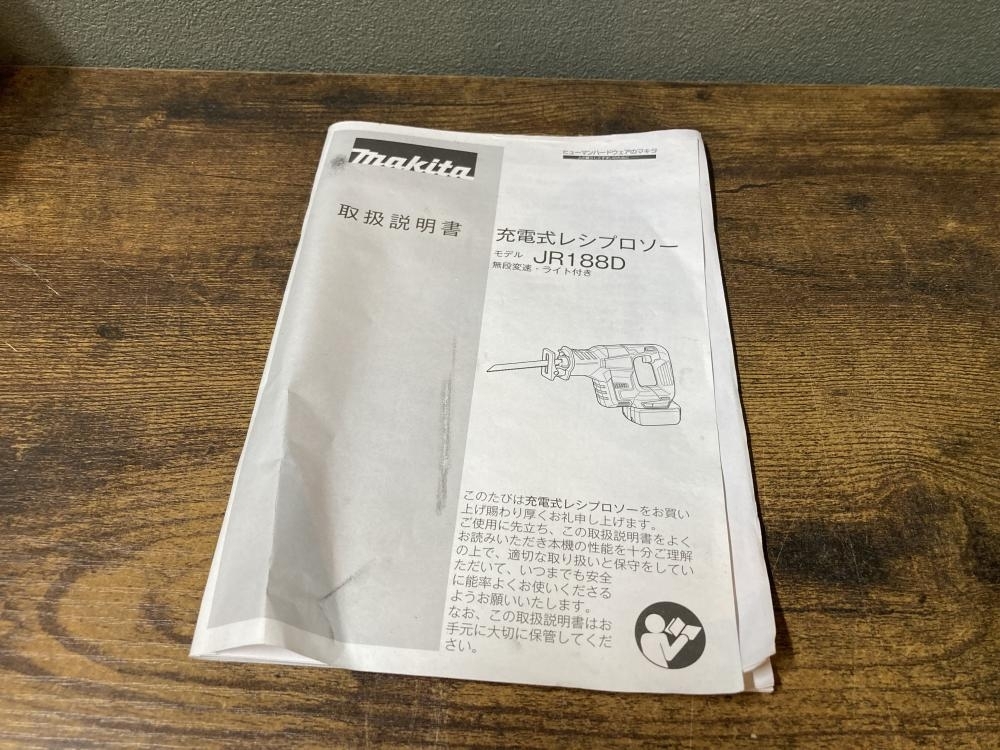 makita
ヒューマンハードウェアのマキタ
取扱説明書
充電式レシプロソー
モデル JR188D
無段変速・ライト付き
このたびは充電式レシプロソーをお買い
上げ賜わり厚くお礼申し上げます。
ご使用に先立ち、この取扱説明書をよく
お読みいただき本機の性能を十分ご理解
の上で、適切な取り扱いと保守をしてい
ただいて、いつまでも安全
に能率よくお使いくださる
ようお願いいたします。
なお、この取扱説明書はお
手元に大切に保管してくだ
さい。